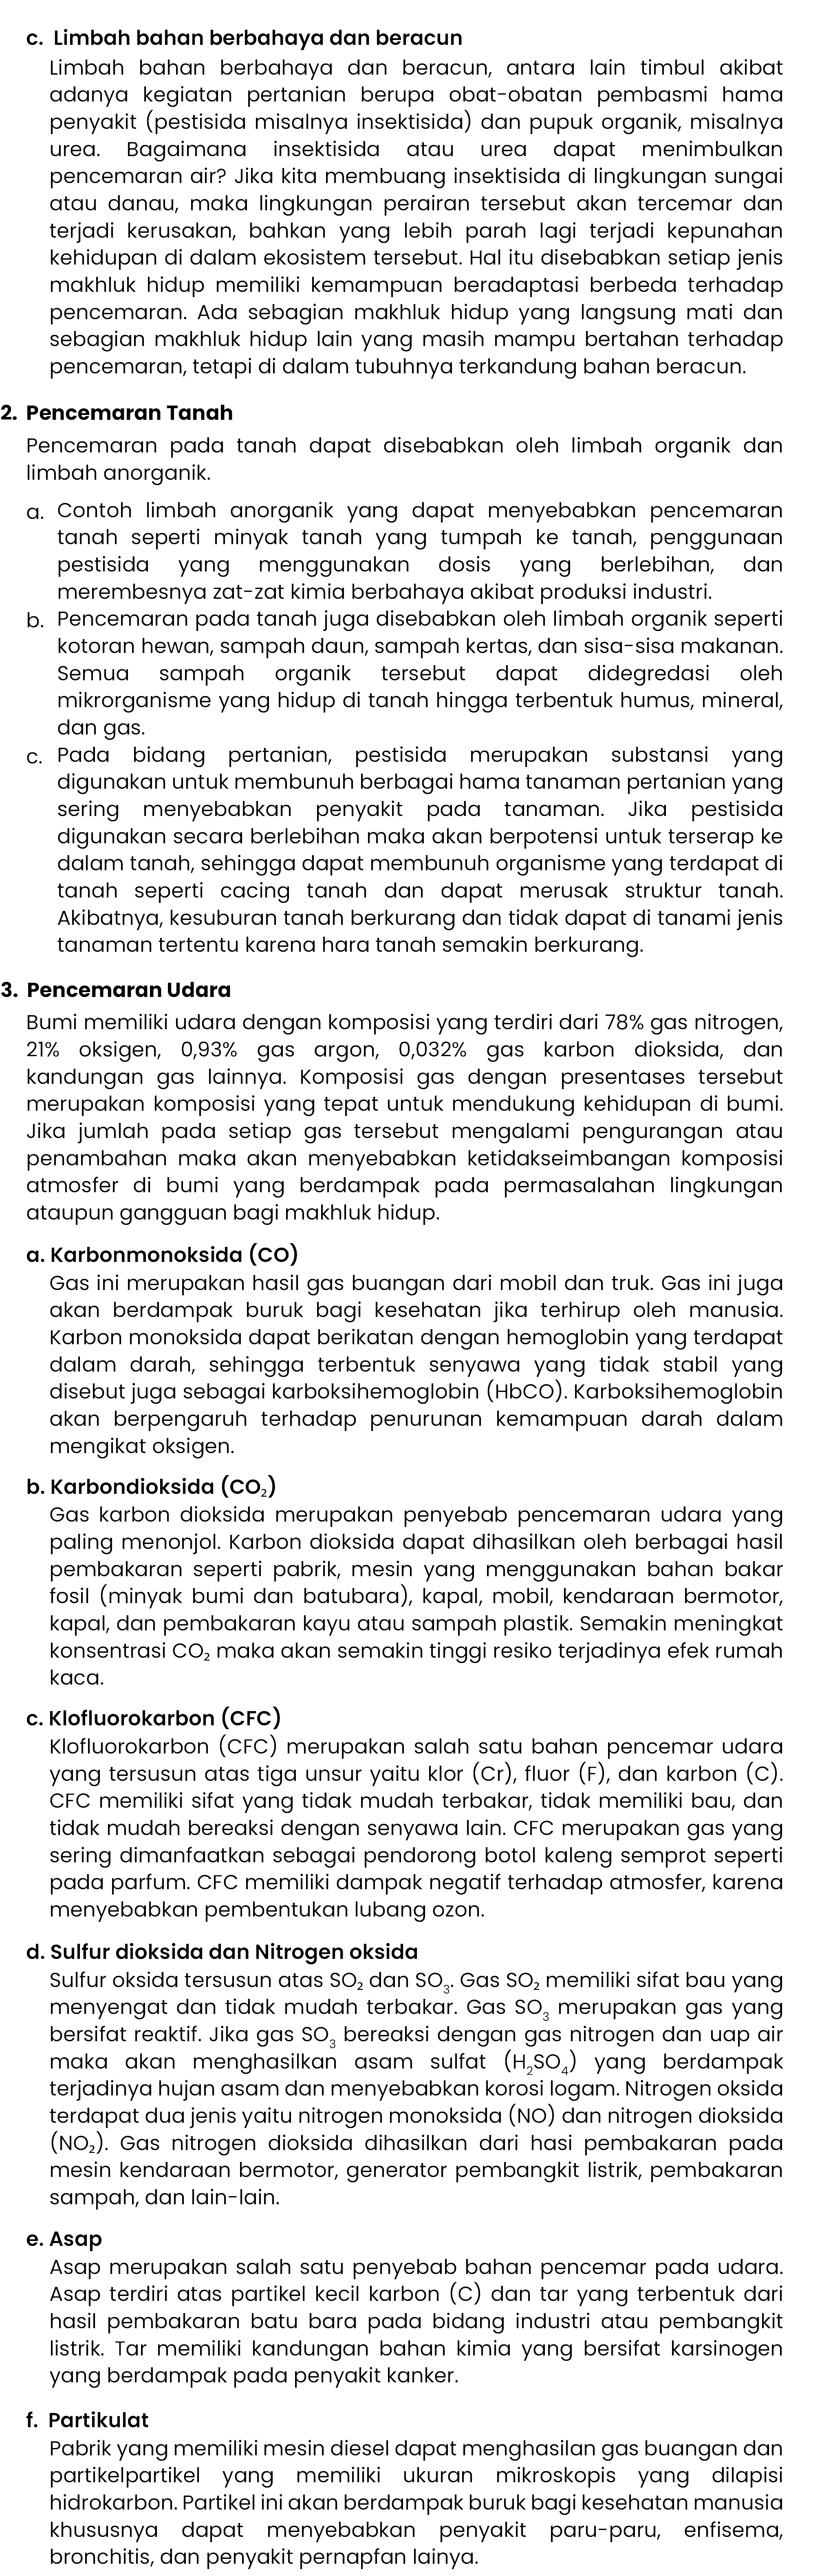 c. Limbah bahan berbahaya dan beracun
Limbah bahan berbahaya dan beracun, antara lain timbul akibat
adanya kegiatan pertanian berupa obat-obatan pembasmi hama
penyakit (pestisida misalnya insektisida) dan pupuk organik, misalnya
urea. Bagaimana insektisida atau urea dapat menimbulkan
pencemaran air? Jika kita membuang insektisida di lingkungan sungai
atau danau, maka lingkungan perairan tersebut akan tercemar dan
terjadi kerusakan, bahkan yang lebih parah lagi terjadi kepunahan
kehidupan di dalam ekosistem tersebut. Hal itu disebabkan setiap jenis
makhluk hidup memiliki kemampuan beradaptasi berbeda terhadap
pencemaran. Ada sebagian makhluk hidup yang langsung mati dan
sebagian makhluk hidup lain yang masih mampu bertahan terhadap
pencemaran, tetapi di dalam tubuhnya terkandung bahan beracun.
2. Pencemaran Tanah
Pencemaran pada tanah dapat disebabkan oleh limbah organik dan
limbah anorganik.
a. Contoh limbah anorganik yang dapat menyebabkan pencemaran
tanah seperti minyak tanah yang tumpah ke tanah, penggunaan
pestisida yang menggunakan dosis yang berlebihan, dan
merembesnya zat-zat kimia berbahaya akibat produksi industri.
b. Pencemaran pada tanah juga disebabkan oleh limbah organik seperti
kotoran hewan, sampah daun, sampah kertas, dan sisa-sisa makanan.
Semua sampah organik tersebut dapat didegredasi oleh
mikrorganisme yang hidup di tanah hingga terbentuk humus, mineral,
dan gas.
c. Pada bidang pertanian, pestisida merupakan substansi yang
digunakan untuk membunuh berbagai hama tanaman pertanian yang
sering menyebabkan penyakit pada tanaman. Jika pestisida
digunakan secara berlebihan maka akan berpotensi untuk terserap ke
dalam tanah, sehingga dapat membunuh organisme yang terdapat di
tanah seperti cacing tanah dan dapat merusak struktur tanah.
Akibatnya, kesuburan tanah berkurang dan tidak dapat di tanami jenis
tanaman tertentu karena hara tanah semakin berkurang.
3. Pencemaran Udara
Bumi memiliki udara dengan komposisi yang terdiri dari 78% gas nitrogen,
21% oksigen, 0,93% gas argon, 0,032% gas karbon dioksida, dan
kandungan gas lainnya. Komposisi gas dengan presentases tersebut
merupakan komposisi yang tepat untuk mendukung kehidupan di bumi.
Jika jumlah pada setiap gas tersebut mengalami pengurangan atau
penambahan maka akan menyebabkan ketidakseimbangan komposisi
atmosfer di bumi yang berdampak pada permasalahan lingkungan
ataupun gangguan bagi makhluk hidup.
a. Karbonmonoksida (CO)
Gas ini merupakan hasil gas buangan dari mobil dan truk. Gas ini juga
akan berdampak buruk bagi kesehatan jika terhirup oleh manusia.
Karbon monoksida dapat berikatan dengan hemoglobin yang terdapat
dalam darah, sehingga terbentuk senyawa yang tidak stabil yang
disebut juga sebagai karboksihemoglobin (HbCO). Karboksihemoglobin
akan berpengaruh terhadap penurunan kemampuan darah dalam
mengikat oksigen.
b. Karbondioksida (CO₂)
Gas karbon dioksida merupakan penyebab pencemaran udara yang
paling menonjol. Karbon dioksida dapat dihasilkan oleh berbagai hasil
pembakaran seperti pabrik, mesin yang menggunakan bahan bakar
fosil (minyak bumi dan batubara), kapal, mobil, kendaraan bermotor,
kapal, dan pembakaran kayu atau sampah plastik. Semakin meningkat
konsentrasi CO₂ maka akan semakin tinggi resiko terjadinya efek rumah
kaca.
c. Klofluorokarbon (CFC)
Klofluorokarbon (CFC) merupakan salah satu bahan pencemar udara
yang tersusun atas tiga unsur yaitu klor (Cr), fluor (F), dan karbon (C).
CFC memiliki sifat yang tidak mudah terbakar, tidak memiliki bau, dan
tidak mudah bereaksi dengan senyawa lain. CFC merupakan gas yang
sering dimanfaatkan sebagai pendorong botol kaleng semprot seperti
pada parfum. CFC memiliki dampak negatif terhadap atmosfer, karena
menyebabkan pembentukan lubang ozon.
d. Sulfur dioksida dan Nitrogen oksida
Sulfur oksida tersusun atas SO₂ dan SO₃. Gas SO₂ memiliki sifat bau yang
menyengat dan tidak mudah terbakar. Gas SO₃ merupakan gas yang
bersifat reaktif. Jika gas SO₃ bereaksi dengan gas nitrogen dan uap air
maka akan menghasilkan asam sulfat (H₂SO₄) yang berdampak
terjadinya hujan asam dan menyebabkan korosi logam. Nitrogen oksida
terdapat dua jenis yaitu nitrogen monoksida (NO) dan nitrogen dioksida
(NO₂). Gas nitrogen dioksida dihasilkan dari hasi pembakaran pada
mesin kendaraan bermotor, generator pembangkit listrik, pembakaran
sampah, dan lain-lain.
e. Asap
Asap merupakan salah satu penyebab bahan pencemar pada udara.
Asap terdiri atas partikel kecil karbon (C) dan tar yang terbentuk dari
hasil pembakaran batu bara pada bidang industri atau pembangkit
listrik. Tar memiliki kandungan bahan kimia yang bersifat karsinogen
yang berdampak pada penyakit kanker.
f. Partikulat
Pabrik yang memiliki mesin diesel dapat menghasilan gas buangan dan
partikelpartikel yang memiliki ukuran mikroskopis yang dilapisi
hidrokarbon. Partikel ini akan berdampak buruk bagi kesehatan manusia
khususnya dapat menyebabkan penyakit paru-paru, enfisema,
bronchitis, dan penyakit pernapfan lainya.